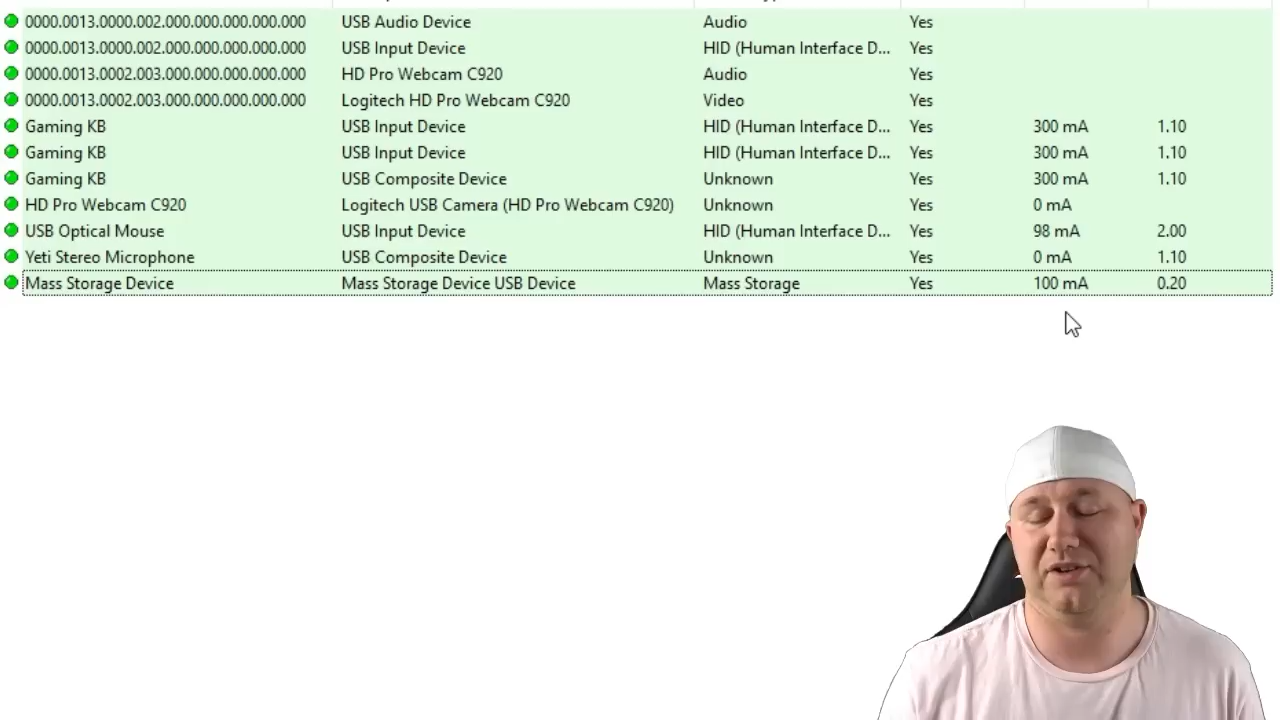 0000.0013.0000.002.000.000.000.000.000 USB Audio Device Audio Yes
0000.0013.0000.002.000.000.000.000.000 USB Input Device HID (Human Interface D... Yes
0000.0013.0002.003.000.000.000.000.000 HD Pro Webcam C920 Audio Yes
0000.0013.0002.003.000.000.000.000.000 Logitech HD Pro Webcam C920 Video Yes
Gaming KB USB Input Device HID (Human Interface D... Yes 300 mA 1.10
Gaming KB USB Input Device HID (Human Interface D... Yes 300 mA 1.10
Gaming KB USB Composite Device Unknown Yes 300 mA 1.10
HD Pro Webcam C920 Logitech USB Camera (HD Pro Webcam C920) Unknown Yes 0 mA
USB Optical Mouse USB Input Device HID (Human Interface D... Yes 98 mA 2.00
Yeti Stereo Microphone USB Composite Device Unknown Yes 0 mA 1.10
Mass Storage Device Mass Storage Device USB Device Mass Storage Yes 100 mA 0.20